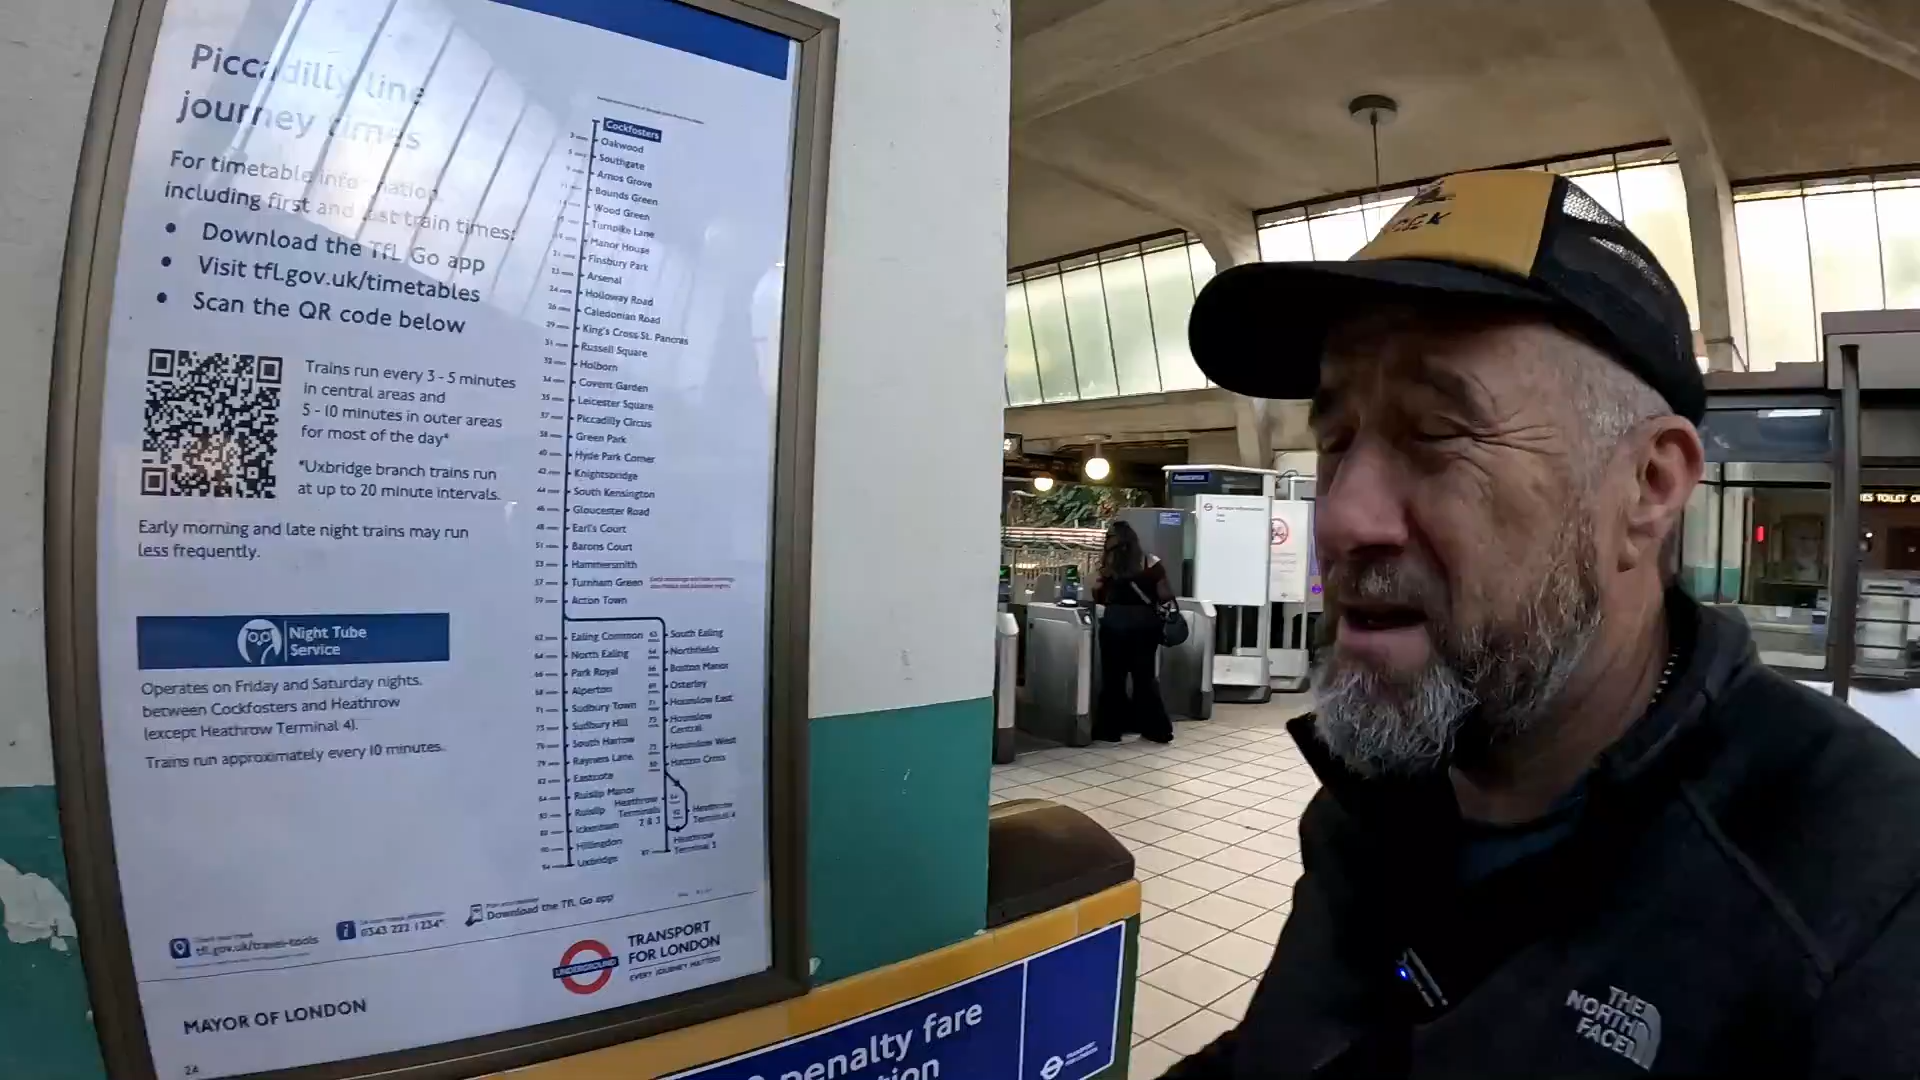 Piccadilly line
journey times
For timetable information,
including first and last train times:
• Download the TfL Go app
• Visit tfl.gov.uk/timetables
• Scan the QR code below
Trains run every 3 - 5 minutes
in central areas and
5 - 10 minutes in outer areas
for most of the day*
*Uxbridge branch trains run
at up to 20 minute intervals.
Early morning and late night trains may run
less frequently.
Night Tube
Service
Operates on Friday and Saturday nights,
between Cockfosters and Heathrow
(except Heathrow Terminal 4).
Trains run approximately every 10 minutes.
Cockfosters
Oakwood
Southgate
Arnos Grove
Bounds Green
Wood Green
Turnpike Lane
Manor House
Finsbury Park
Arsenal
Holloway Road
Caledonian Road
King's Cross St. Pancras
Russell Square
Holborn
Covent Garden
Leicester Square
Piccadilly Circus
Green Park
Hyde Park Corner
Knightsbridge
South Kensington
Gloucester Road
Earl's Court
Barons Court
Hammersmith
Turnham Green
Acton Town
Ealing Common
North Ealing
Park Royal
Alperton
Sudbury Town
Sudbury Hill
South Harrow
Rayners Lane
Eastcote
Ruislip Manor
Ruislip
Ickenham
Hillingdon
Uxbridge
South Ealing
Northfields
Boston Manor
Osterley
Hounslow East
Hounslow
Central
Hounslow West
Hatton Cross
Heathrow
Terminals
2 & 3
Heathrow
Terminal 4
Heathrow
Terminal 5
tfl.gov.uk/travel-tools
0343 222 1234*
Download the TfL Go app
UNDERGROUND
TRANSPORT
FOR LONDON
EVERY JOURNEY MATTERS
MAYOR OF LONDON
24
penalty fare
TRANSPORT
FOR LONDON
THE
NORTH
FACE